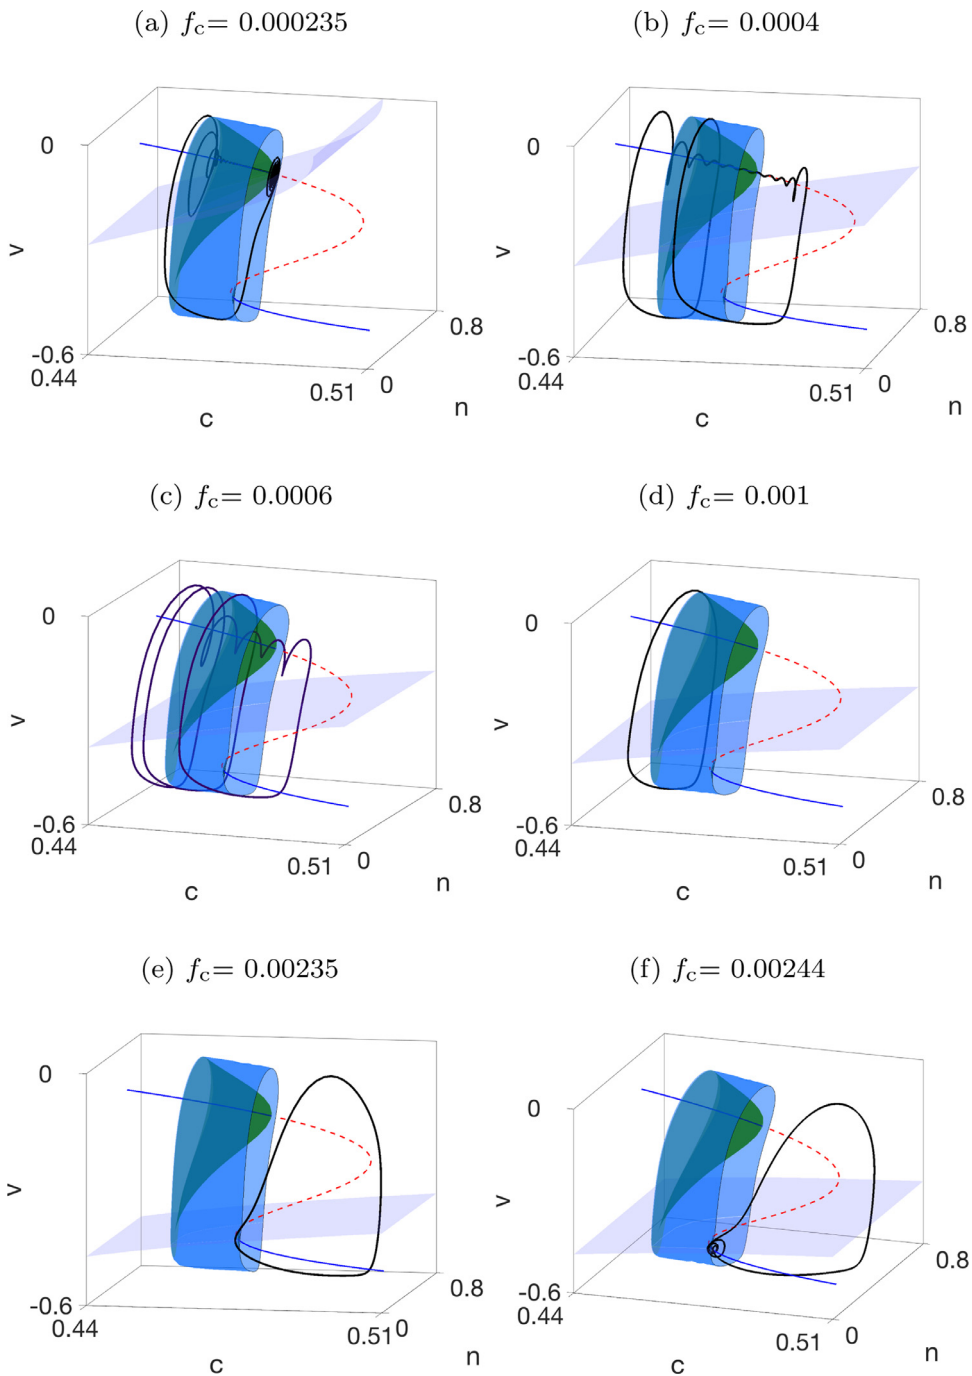 (a) f_c= 0.000235
(b) f_c= 0.0004
0
v
-0.6
0.44
c
0.51
0
n
0.8
0
v
-0.6
0.44
c
0.51
0
n
0.8
(c) f_c= 0.0006
(d) f_c= 0.001
0
v
-0.6
0.44
c
0.51
0
n
0.8
0
v
-0.6
0.44
c
0.51
0
n
0.8
(e) f_c= 0.00235
(f) f_c= 0.00244
0
v
-0.6
0.44
c
0.51
0
n
0.8
0
v
-0.6
0.44
c
0.51
0
n
0.8